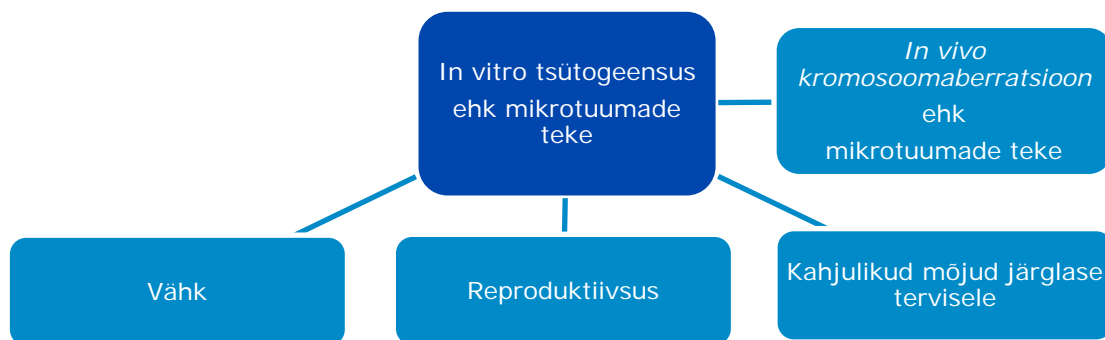 In vitro tsütogeensus
ehk mikrotuumade
teke
In vivo
kromosoomaberratsioon
ehk
mikrotuumade teke
Vähk
Reproduktiivsus
Kahjulikud mõjud järglase
tervisele